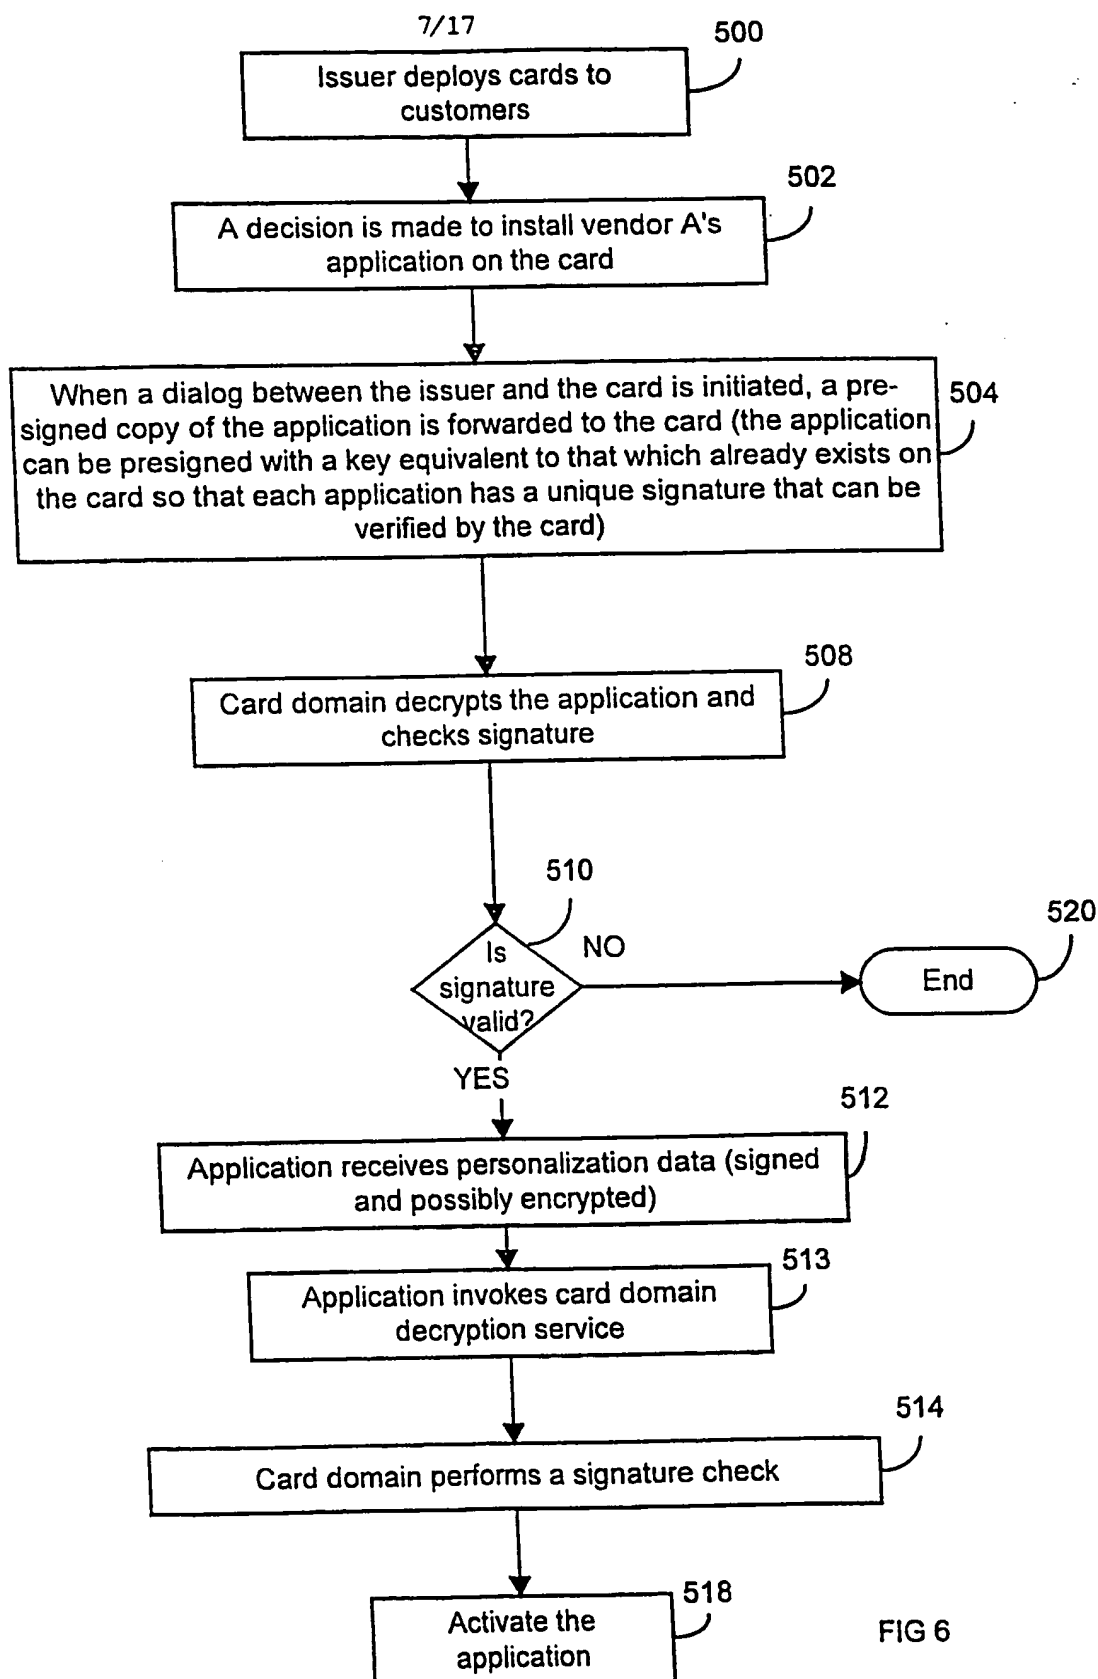 7/17
500
Issuer deploys cards to
customers
502
A decision is made to install vendor A's
application on the card
504
When a dialog between the issuer and the card is initiated, a pre-
signed copy of the application is forwarded to the card (the application
can be presigned with a key equivalent to that which already exists on
the card so that each application has a unique signature that can be
verified by the card)
508
Card domain decrypts the application and
checks signature
510
Is
signature
valid?
NO
520
End
YES
512
Application receives personalization data (signed
and possibly encrypted)
513
Application invokes card domain
decryption service
514
Card domain performs a signature check
518
Activate the
application
FIG 6